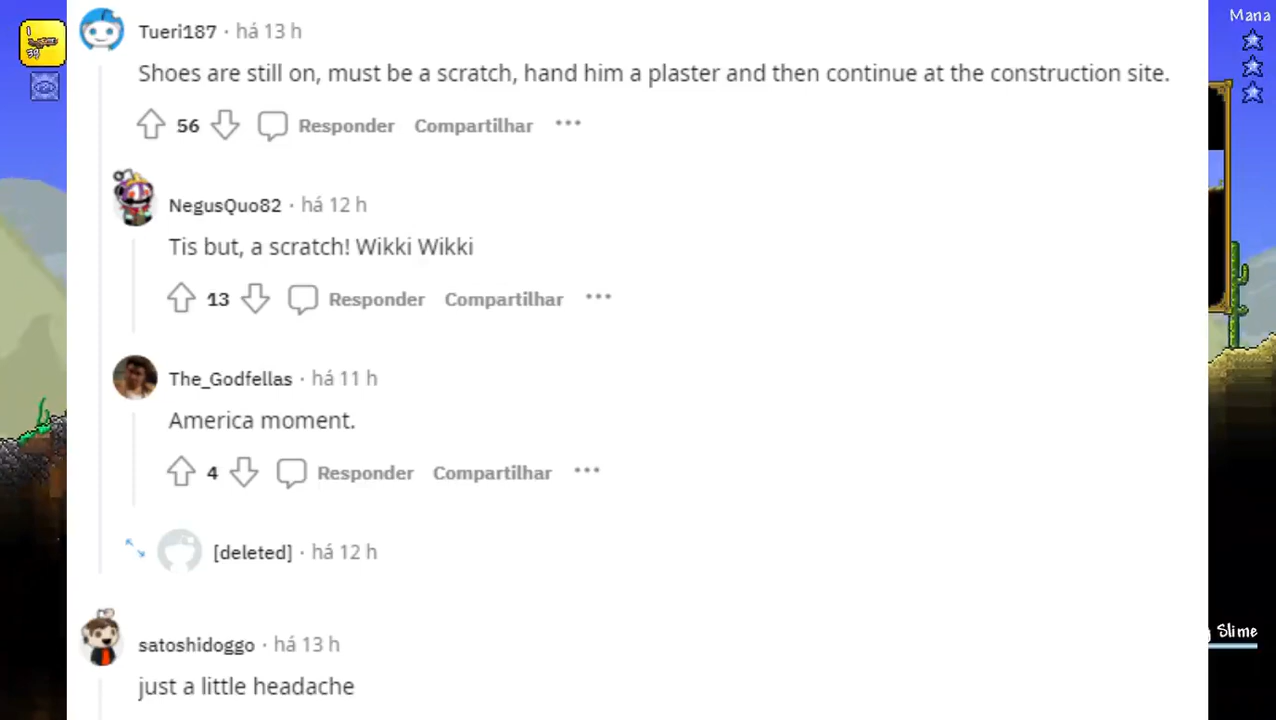 Mana
1
39
Tueri187 · há 13 h
Shoes are still on, must be a scratch, hand him a plaster and then continue at the construction site.
56 Responder Compartilhar ...
NegusQuo82 · há 12 h
Tis but, a scratch! Wikki Wikki
13 Responder Compartilhar ...
The_Godfellas · há 11 h
America moment.
4 Responder Compartilhar ...
[deleted] · há 12 h
satoshidoggo · há 13 h
just a little headache
Slime